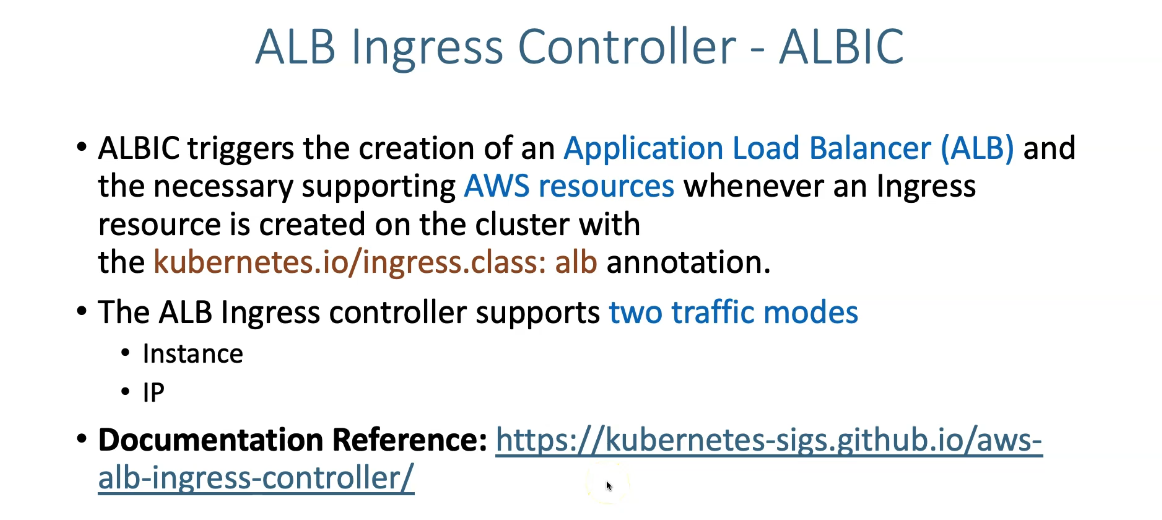 ALB Ingress Controller - ALBIC
• ALBIC triggers the creation of an Application Load Balancer (ALB) and
the necessary supporting AWS resources whenever an Ingress
resource is created on the cluster with
the kubernetes.io/ingress.class: alb annotation.
• The ALB Ingress controller supports two traffic modes
• Instance
• IP
• Documentation Reference: https://kubernetes-sigs.github.io/aws-
alb-ingress-controller/